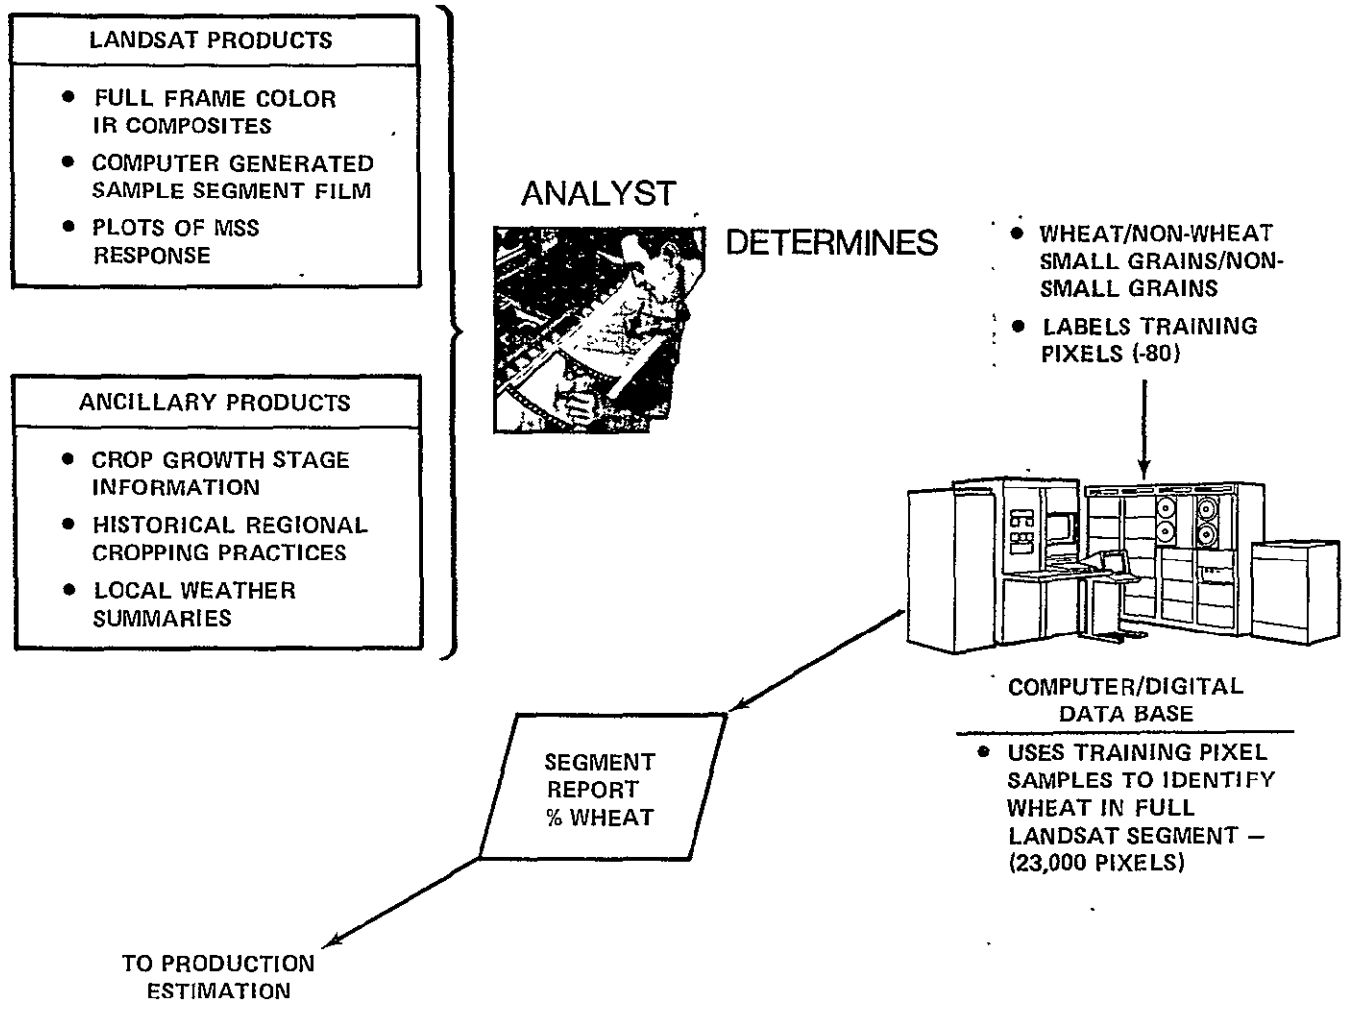 LANDSAT PRODUCTS
● FULL FRAME COLOR
IR COMPOSITES
● COMPUTER GENERATED
SAMPLE SEGMENT FILM
● PLOTS OF MSS
RESPONSE
ANCILLARY PRODUCTS
● CROP GROWTH STAGE
INFORMATION
● HISTORICAL REGIONAL
CROPPING PRACTICES
● LOCAL WEATHER
SUMMARIES
ANALYST
DETERMINES
● WHEAT/NON-WHEAT
SMALL GRAINS/NON-
SMALL GRAINS
● LABELS TRAINING
PIXELS (-80)
COMPUTER/DIGITAL
DATA BASE
● USES TRAINING PIXEL
SAMPLES TO IDENTIFY
WHEAT IN FULL
LANDSAT SEGMENT —
(23,000 PIXELS)
SEGMENT
REPORT
% WHEAT
TO PRODUCTION
ESTIMATION